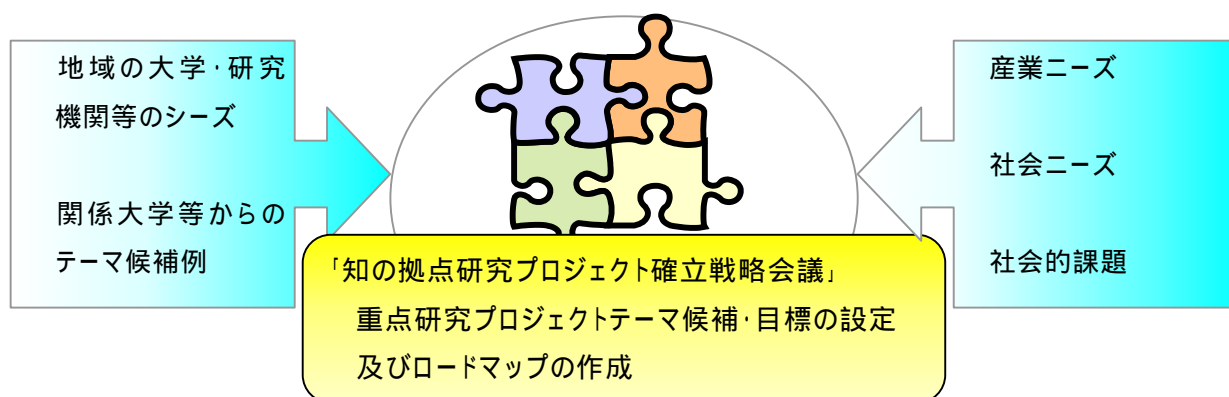 地域の大学・研究
機関等のシーズ
関係大学等からの
テーマ候補例
「知の拠点研究プロジェクト確立戦略会議」
重点研究プロジェクトテーマ候補・目標の設定
及びロードマップの作成
産業ニーズ
社会ニーズ
社会的課題